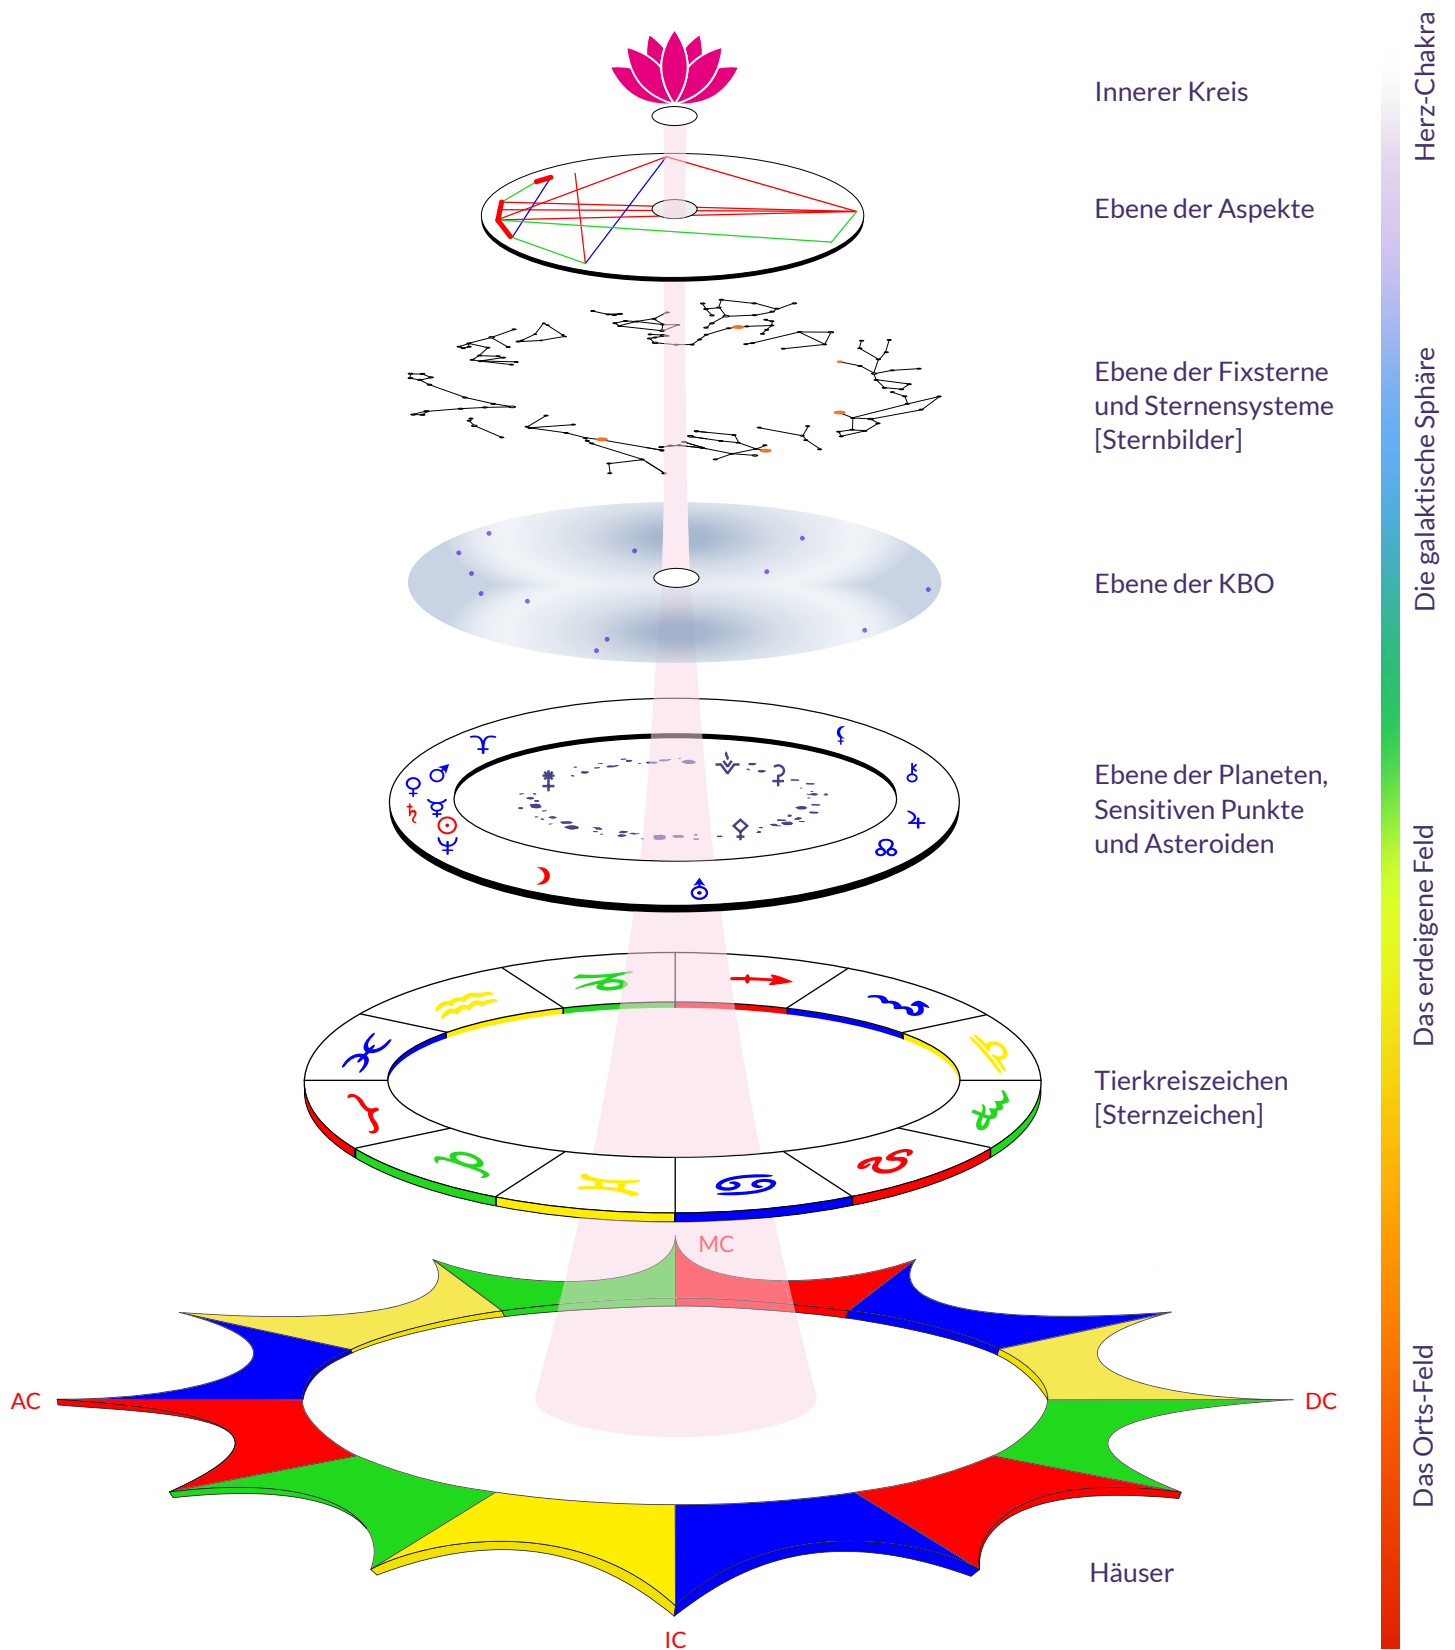 Innerer Kreis
Ebene der Aspekte
Ebene der Fixsterne
und Sternensysteme
[Sternbilder]
Ebene der KBO
Ebene der Planeten,
Sensitiven Punkte
und Asteroiden
Tierkreiszeichen
[Sternzeichen]
MC
AC
DC
Häuser
IC
Herz-Chakra
Die galaktische Sphäre
Das erdeigene Feld
Das Orts-Feld